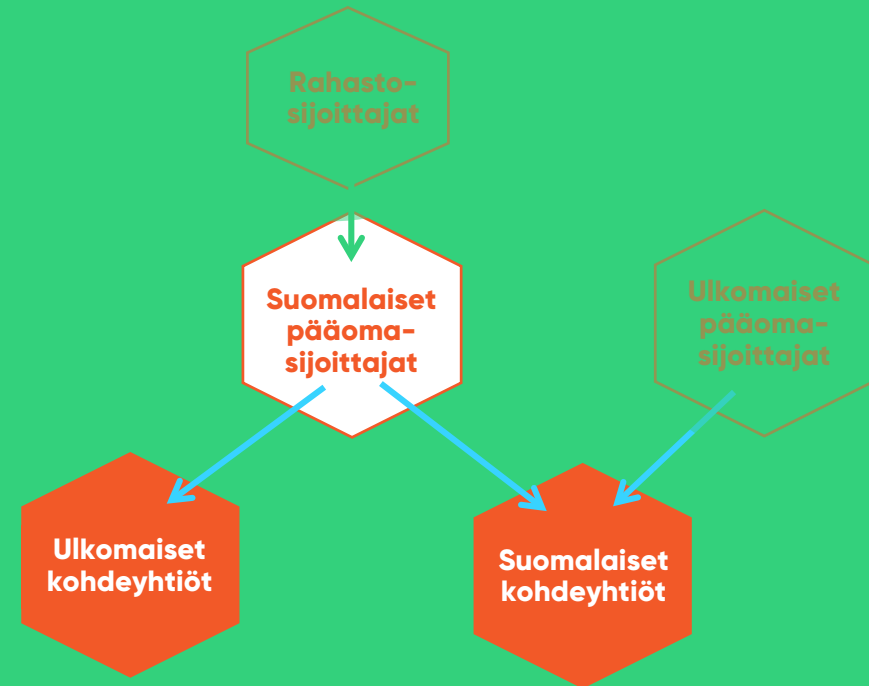 Rahasto-
sijoittajat
Suomalaiset
pääoma-
sijoittajat
Ulkomaiset
pääoma-
sijoittajat
Ulkomaiset
kohdeyhtiöt
Suomalaiset
kohdeyhtiöt